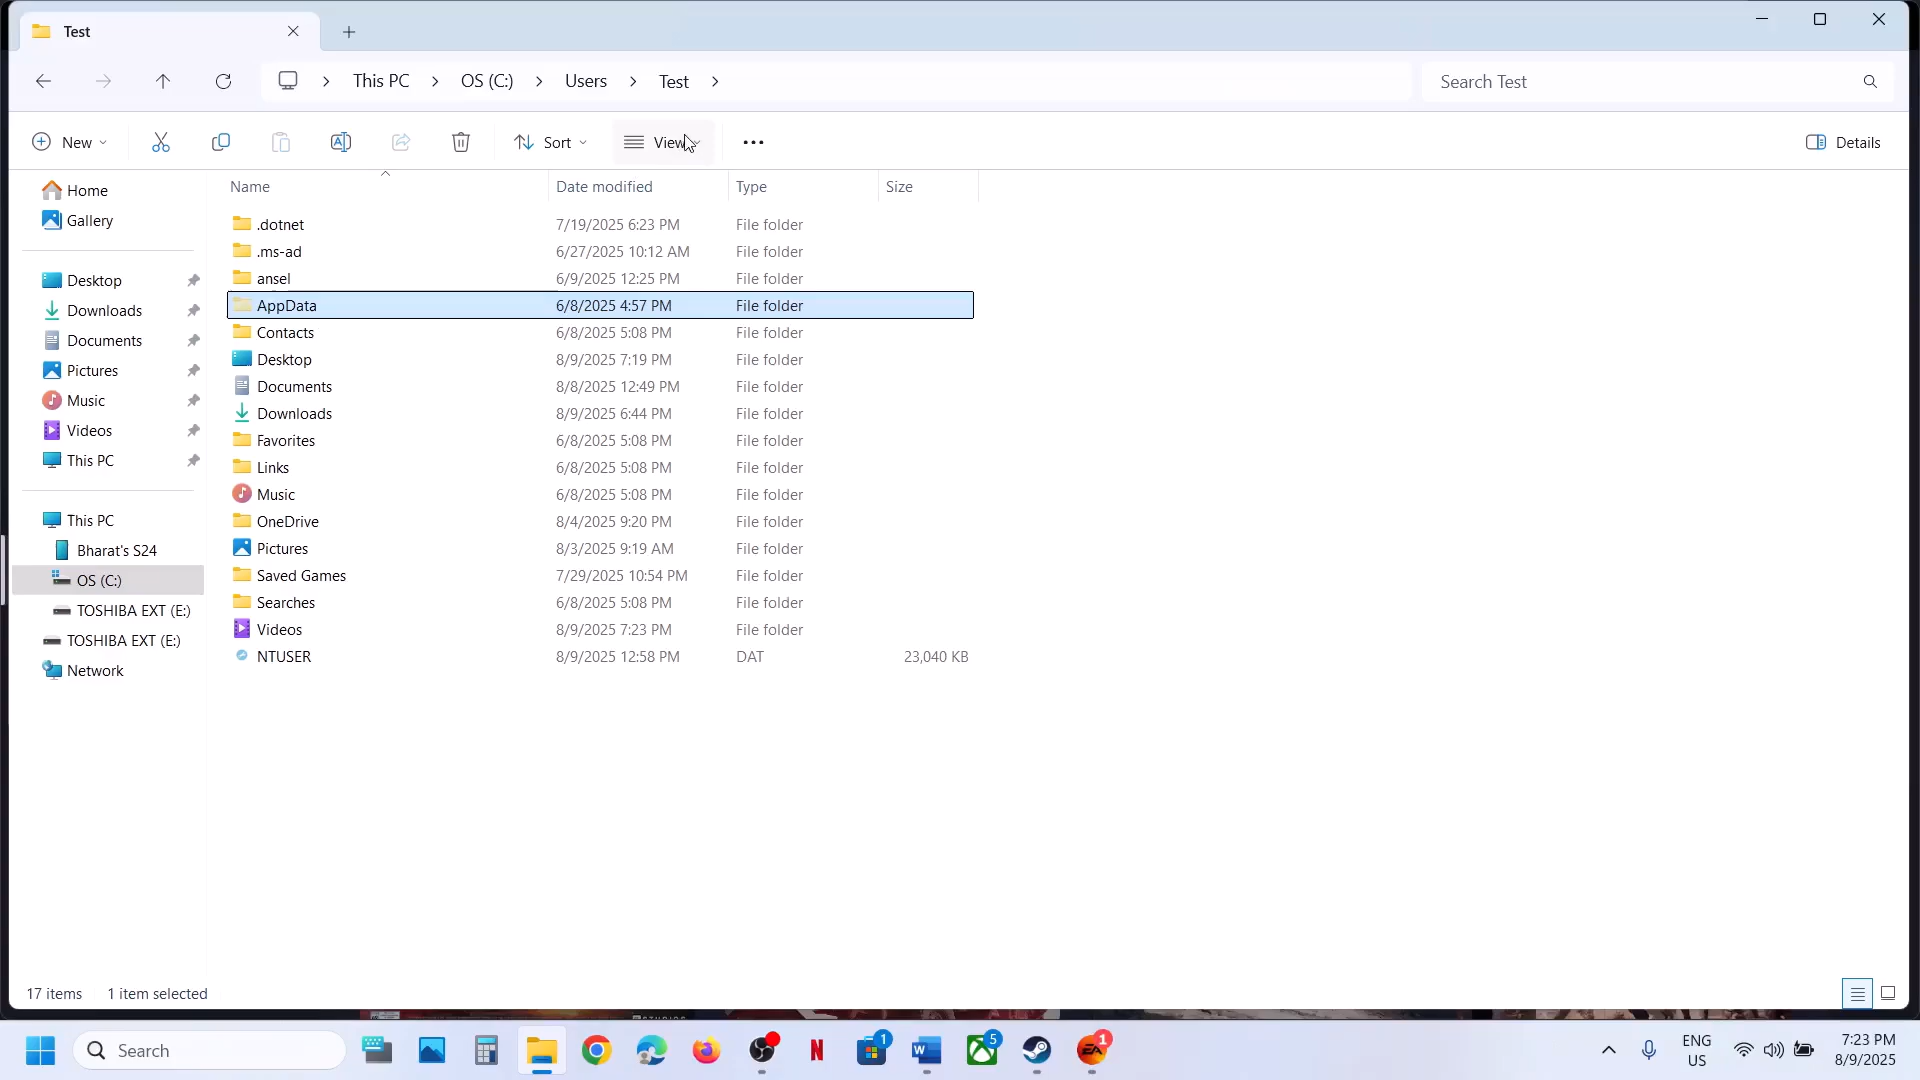 Test
This PC
OS (C:)
Users
Test
Search Test
New
Sort
View
Details
Name
Date modified
Type
Size
Home
Gallery
Desktop
Downloads
Documents
Pictures
Music
Videos
This PC
This PC
Bharat's S24
OS (C:)
TOSHIBA EXT (E:)
TOSHIBA EXT (E:)
Network
.dotnet 7/19/2025 6:23 PM File folder
.ms-ad 6/27/2025 10:12 AM File folder
ansel 6/9/2025 12:25 PM File folder
AppData 6/8/2025 4:57 PM File folder
Contacts 6/8/2025 5:08 PM File folder
Desktop 8/9/2025 7:19 PM File folder
Documents 8/8/2025 12:49 PM File folder
Downloads 8/9/2025 6:44 PM File folder
Favorites 6/8/2025 5:08 PM File folder
Links 6/8/2025 5:08 PM File folder
Music 6/8/2025 5:08 PM File folder
OneDrive 8/4/2025 9:20 PM File folder
Pictures 8/3/2025 9:19 AM File folder
Saved Games 7/29/2025 10:54 PM File folder
Searches 6/8/2025 5:08 PM File folder
Videos 8/9/2025 7:23 PM File folder
NTUSER 8/9/2025 12:58 PM DAT 23,040 KB
17 items
1 item selected
Search
1
5
1
ENG
US
7:23 PM
8/9/2025